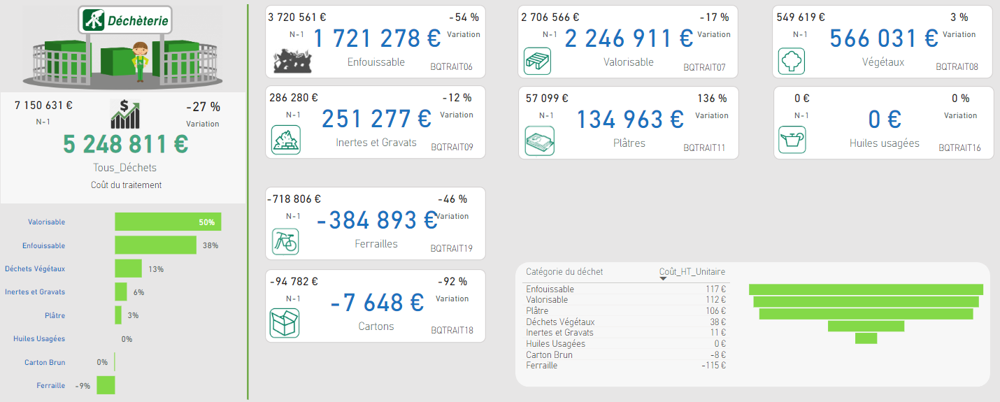 Déchèterie
7 150 631 €
-27 %
N-1
Variation
5 248 811 €
Tous_Déchets
Coût du traitement
Valorisable 50%
Enfouissable 38%
Déchets Végétaux 13%
Inertes et Gravats 6%
Plâtre 3%
Huiles Usagées 0%
Carton Brun 0%
Ferraille -9%
3 720 561 € -54 %
N-1 1 721 278 € Variation
Enfouissable BQTRAIT06
2 706 566 € -17 %
N-1 2 246 911 € Variation
Valorisable BQTRAIT07
549 619 € 3 %
N-1 566 031 € Variation
Végétaux BQTRAIT08
286 280 € -12 %
N-1 251 277 € Variation
Inertes et Gravats BQTRAIT09
57 099 € 136 %
N-1 134 963 € Variation
Plâtres BQTRAIT11
0 € 0 %
N-1 0 € Variation
Huiles usagées BQTRAIT16
-718 806 € -46 %
N-1 -384 893 € Variation
Ferrailles BQTRAIT19
-94 782 € -92 %
N-1 -7 648 € Variation
Cartons BQTRAIT18
Catégorie du déchet Coût_HT_Unitaire
Enfouissable 117 €
Valorisable 112 €
Plâtre 106 €
Déchets Végétaux 38 €
Inertes et Gravats 11 €
Huiles Usagées 0 €
Carton Brun -8 €
Ferraille -115 €